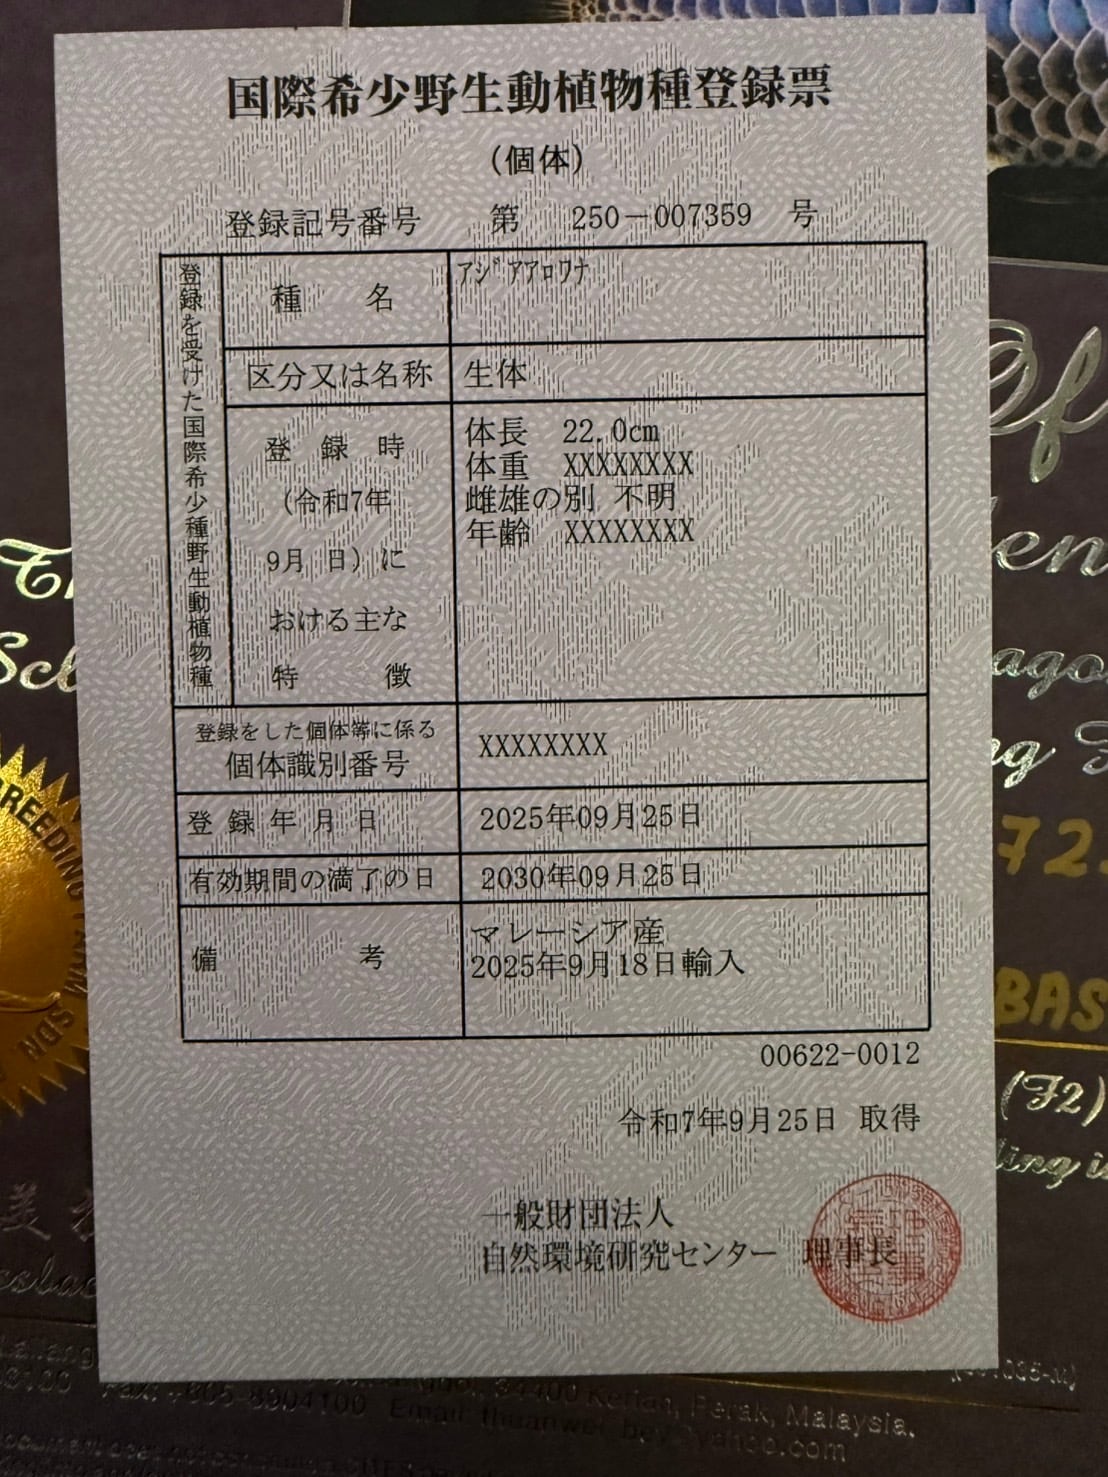 国際希少野生動植物種登録票
(個体)
登録記号番号 第 250-007359 号
登録を受けた国際希少種野生動植物種
種 名
ｱｼﾞｱｱﾛﾜﾅ
区分又は名称
生体
登 録 時
(令和7年
9月 日)に
おける主な
特 徴
体長 22.0cm
体重 XXXXXXXX
雌雄の別 不明
年齢 XXXXXXXX
登録をした個体等に係る
個体識別番号
XXXXXXXX
登 録 年 月 日
2025年09月25日
有効期間の満了の日
2030年09月25日
備 考
マレーシア産
2025年9月18日輸入
00622-0012
令和7年9月25日 取得
一般財団法人
自然環境研究センター 理事長
Of
72.
BAS
(F2)
BREEDING FARM SDN
34400 Kerian, Perak, Malaysia.
Email